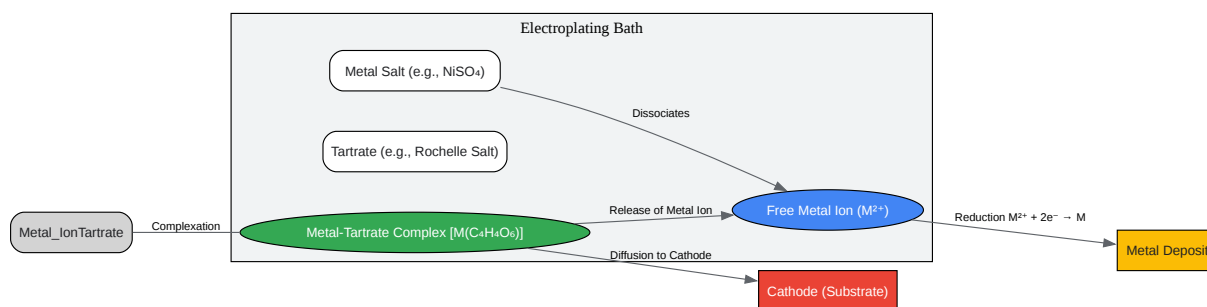 Electroplating Bath
Metal Salt (e.g., NiSO₄)
Dissociates
Tartrate (e.g., Rochelle Salt)
Metal_IonTartrate
Complexation
Metal-Tartrate Complex [M(C₄H₄O₆)]
Release of Metal Ion
Free Metal Ion (M²⁺)
Reduction M²⁺ + 2e⁻ → M
Metal Deposit
Diffusion to Cathode
Cathode (Substrate)